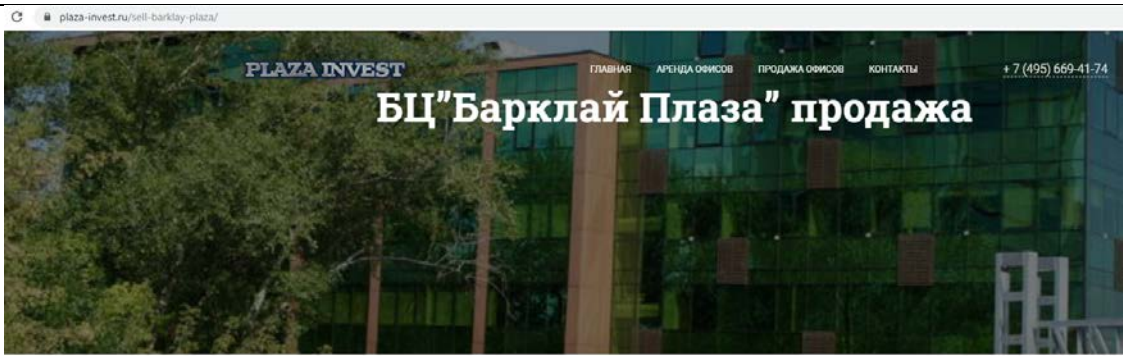 plaza-invest.ru/sell-barklay-plaza/
PLAZA INVEST
ГЛАВНАЯ АРЕНДА ОФИСОВ ПРОДАЖА ОФИСОВ КОНТАКТЫ + 7 (495) 669-41-74
БЦ"Барклай Плаза" продажа